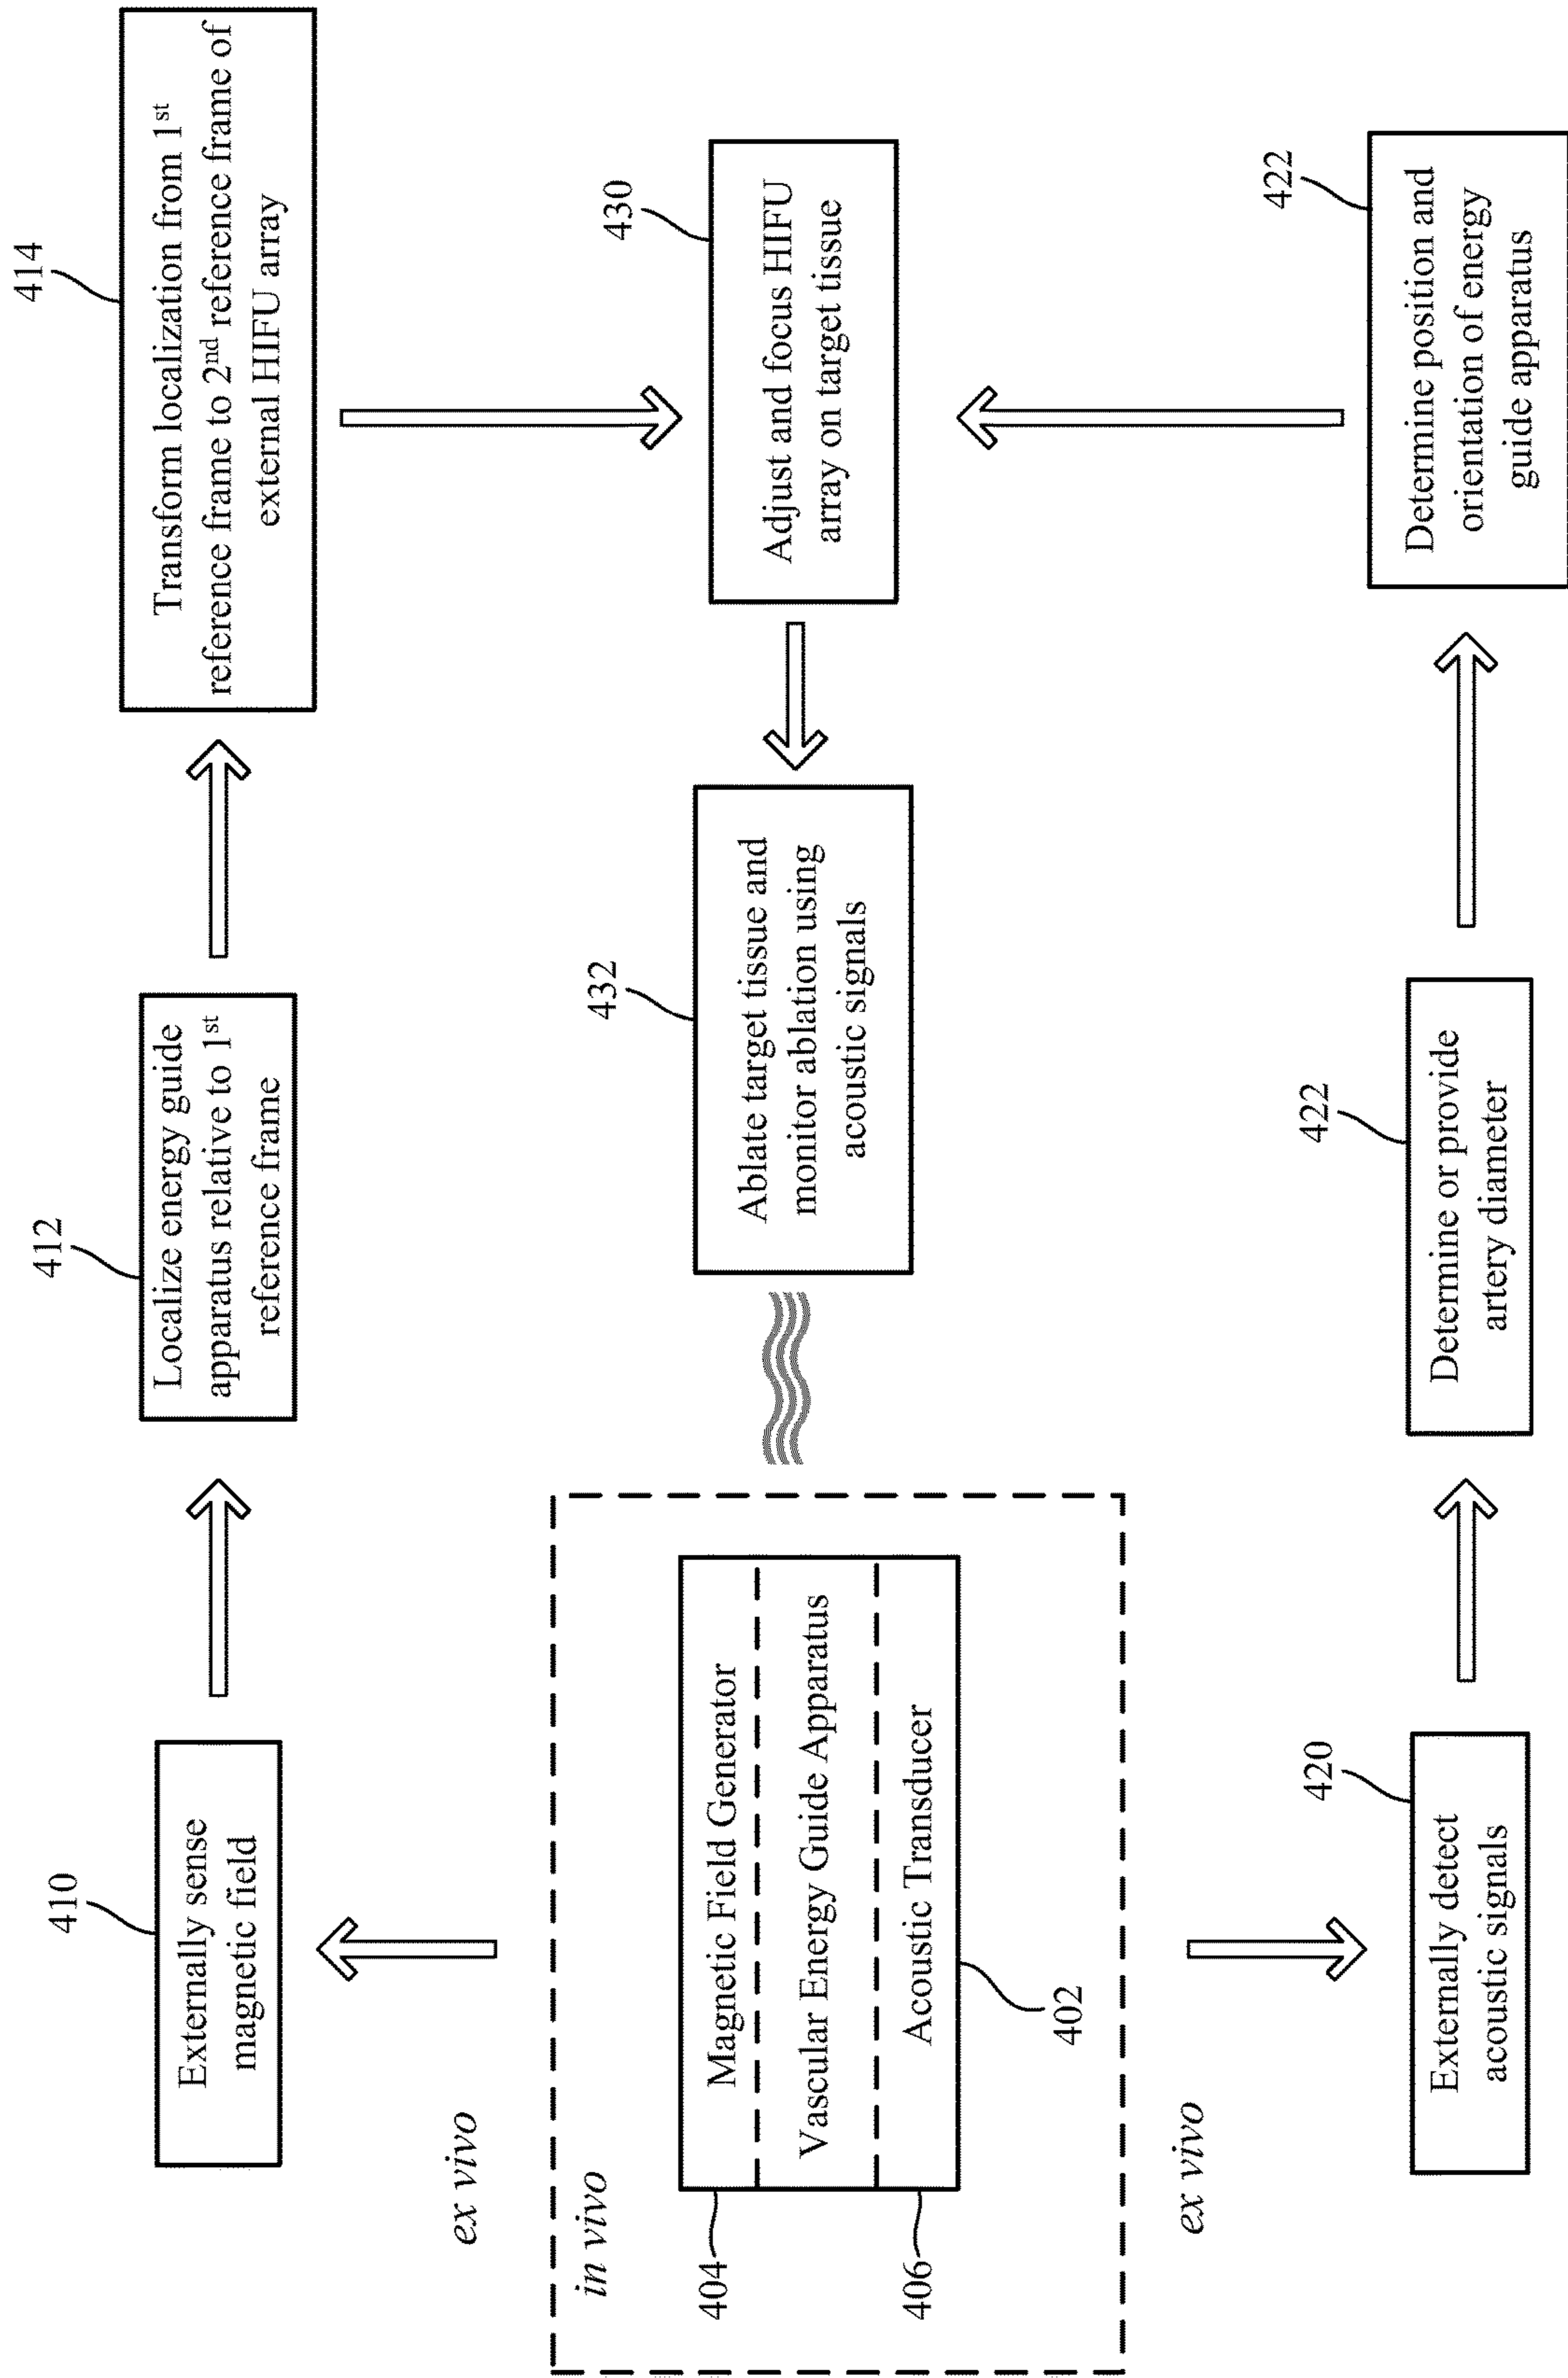 410
Externally sense
magnetic field
412
Localize energy guide
apparatus relative to 1st
reference frame
414
Transform localization from 1st
reference frame to 2nd reference frame of
external HIFU array
ex vivo
in vivo
404
Magnetic Field Generator
Vascular Energy Guide Apparatus
406
Acoustic Transducer
402
432
Ablate target tissue and
monitor ablation using
acoustic signals
430
Adjust and focus HIFU
array on target tissue
ex vivo
420
Externally detect
acoustic signals
422
Determine or provide
artery diameter
422
Determine position and
orientation of energy
guide apparatus